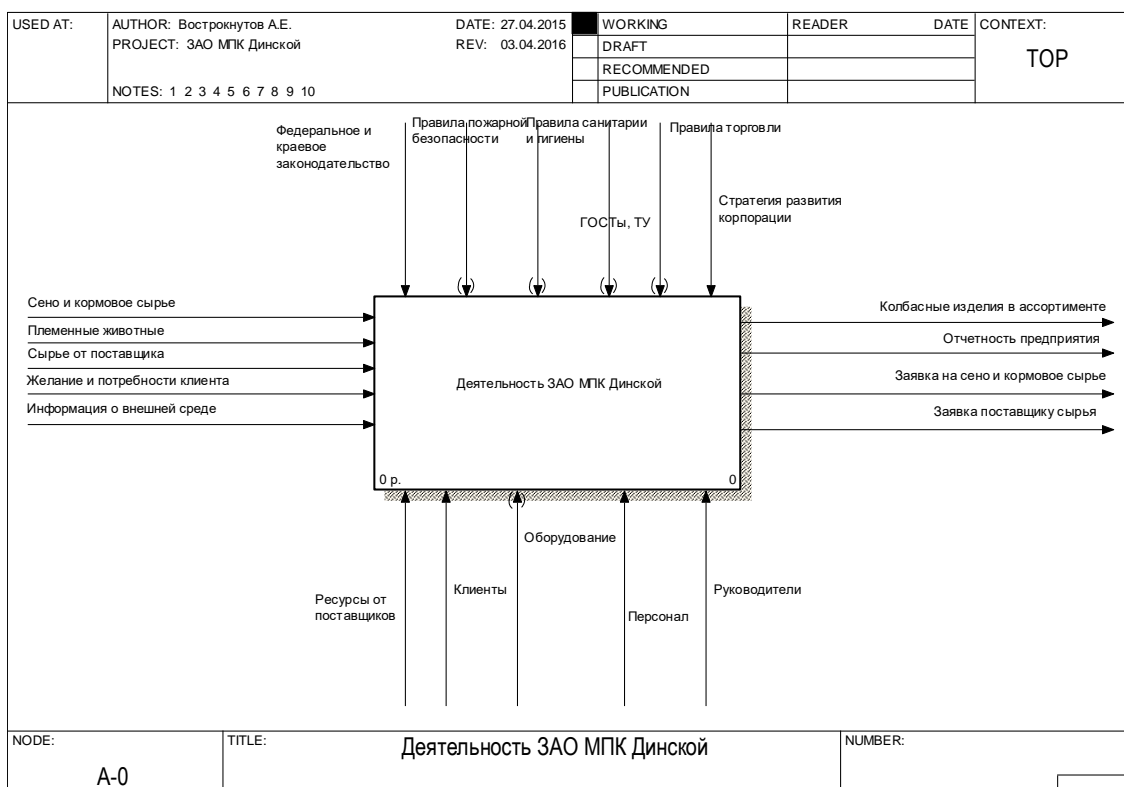 USED AT:
AUTHOR: Вострокнутов А.Е.
DATE: 27.04.2015
PROJECT: ЗАО МПК Динской
REV: 03.04.2016
NOTES: 1 2 3 4 5 6 7 8 9 10
WORKING
DRAFT
RECOMMENDED
PUBLICATION
READER
DATE
CONTEXT:
TOP
Федеральное и
краевое
законодательство
Правила пожарной
безопасности
Правила санитарии
и гигиены
ГОСТы, ТУ
Правила торговли
Стратегия развития
корпорации
Сено и кормовое сырье
Племенные животные
Сырье от поставщика
Желание и потребности клиента
Информация о внешней среде
Деятельность ЗАО МПК Динской
0 р.
0
Колбасные изделия в ассортименте
Отчетность предприятия
Заявка на сено и кормовое сырье
Заявка поставщику сырья
Ресурсы от
поставщиков
Клиенты
Оборудование
Персонал
Руководители
NODE:
A-0
TITLE:
Деятельность ЗАО МПК Динской
NUMBER: